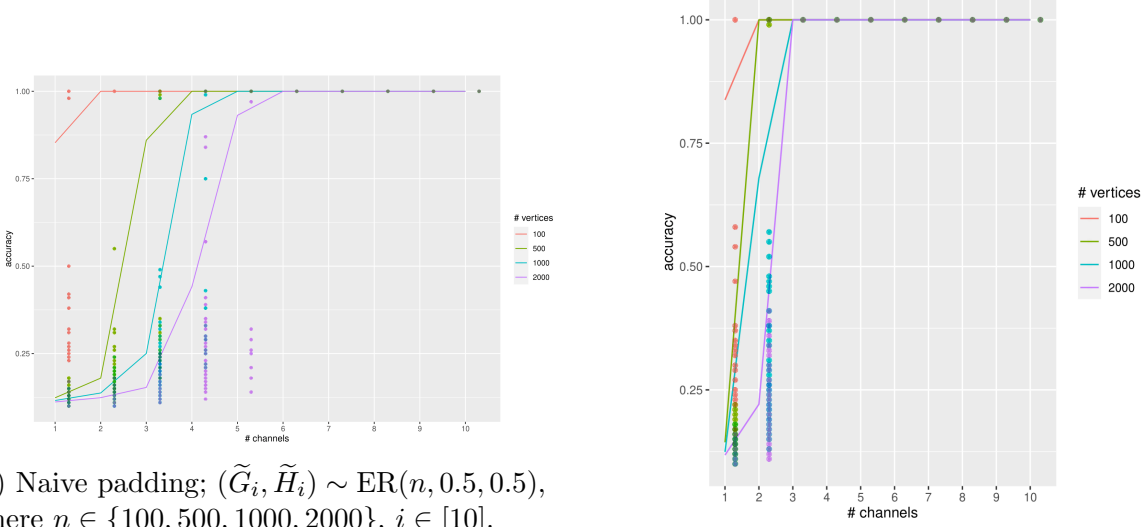 1.00
0.75
0.50
0.25
accuracy
1 2 3 4 5 6 7 8 9 10
# channels
# vertices
100
500
1000
2000
) Naive padding; (G̃ᵢ, H̃ᵢ) ∼ ER(n, 0.5, 0.5),
here n ∈ {100, 500, 1000, 2000}, i ∈ [10].
1.00
0.75
0.50
0.25
accuracy
1 2 3 4 5 6 7 8 9 10
# channels
# vertices
100
500
1000
2000